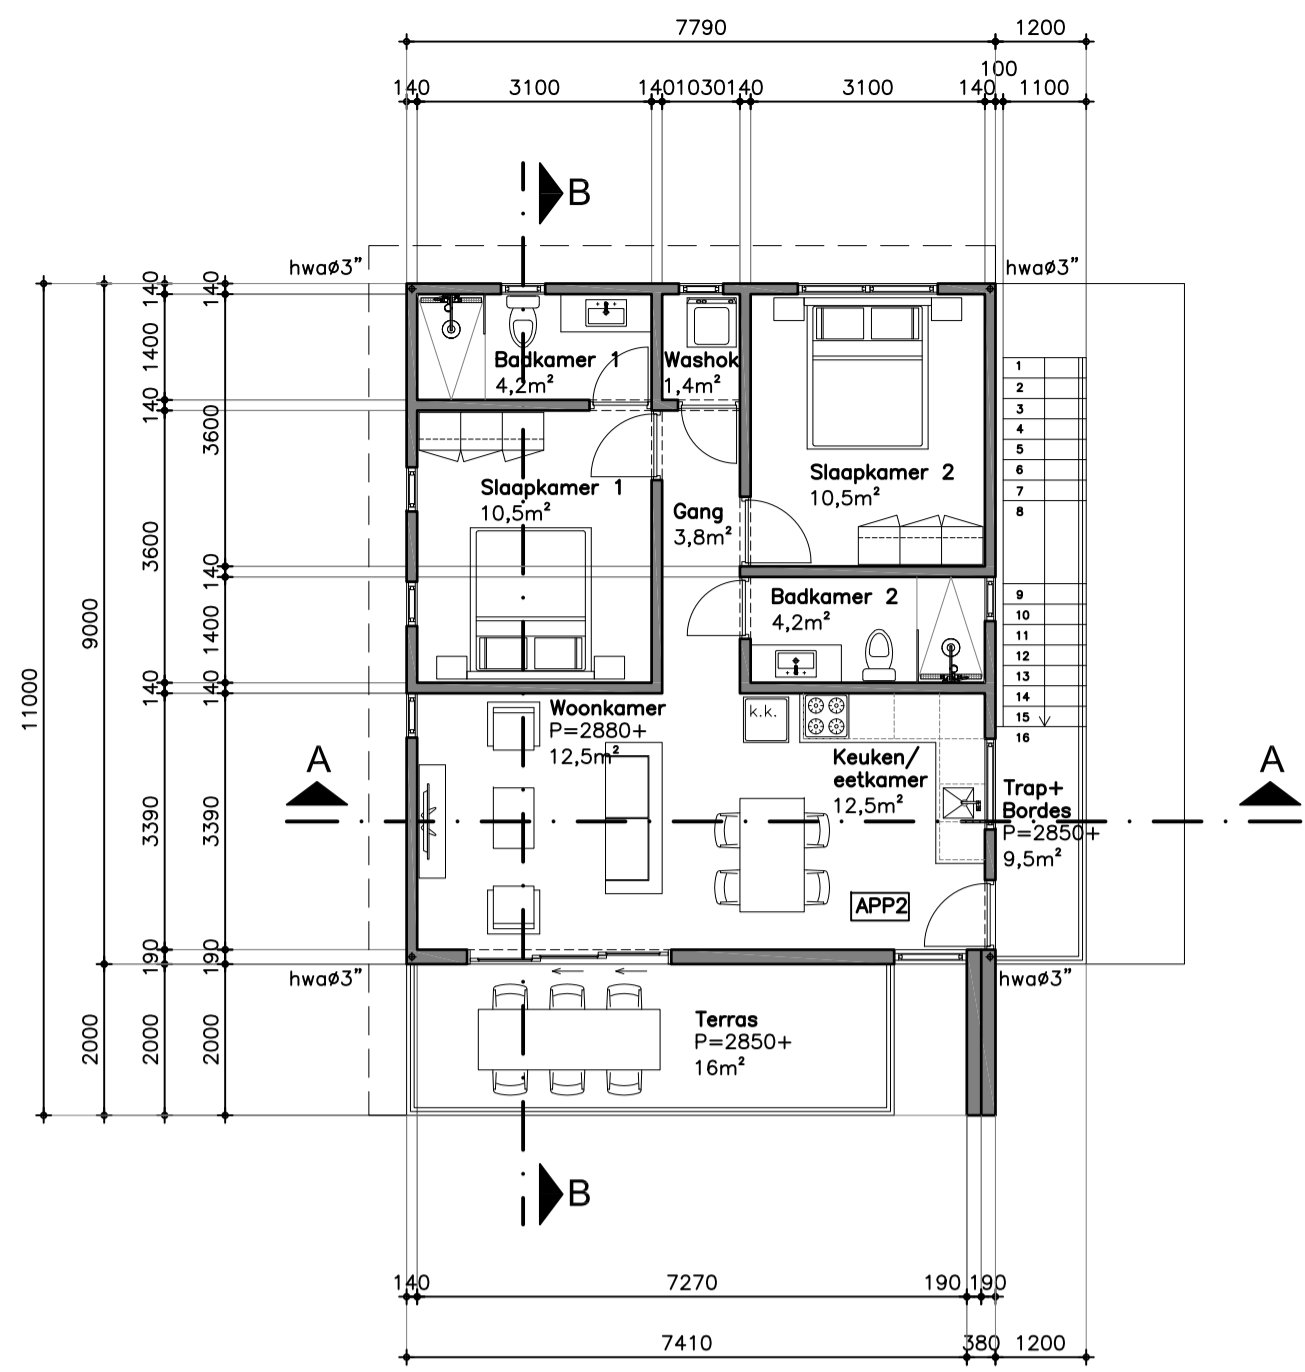 7790
1200
100
140
3100
140
1030
140
3100
140
1100
B
hwaø3"
hwaø3"
140
140
1400
140
3600
3600
140
1400
140
140
9000
11000
3390
3390
190
190
2000
2000
2000
Badkamer 1
4,2m²
Washok
1,4m²
Slaapkamer 1
10,5m²
Gang
3,8m²
Slaapkamer 2
10,5m²
Badkamer 2
4,2m²
1
2
3
4
5
6
7
8
9
10
11
12
13
14
15
16
Woonkamer
P=2880+
12,5m²
k.k.
Keuken/
eetkamer
12,5m²
Trap+
Bordes
P=2850+
9,5m²
A
A
APP2
hwaø3"
hwaø3"
Terras
P=2850+
16m²
B
140
7270
190
190
7410
380
1200